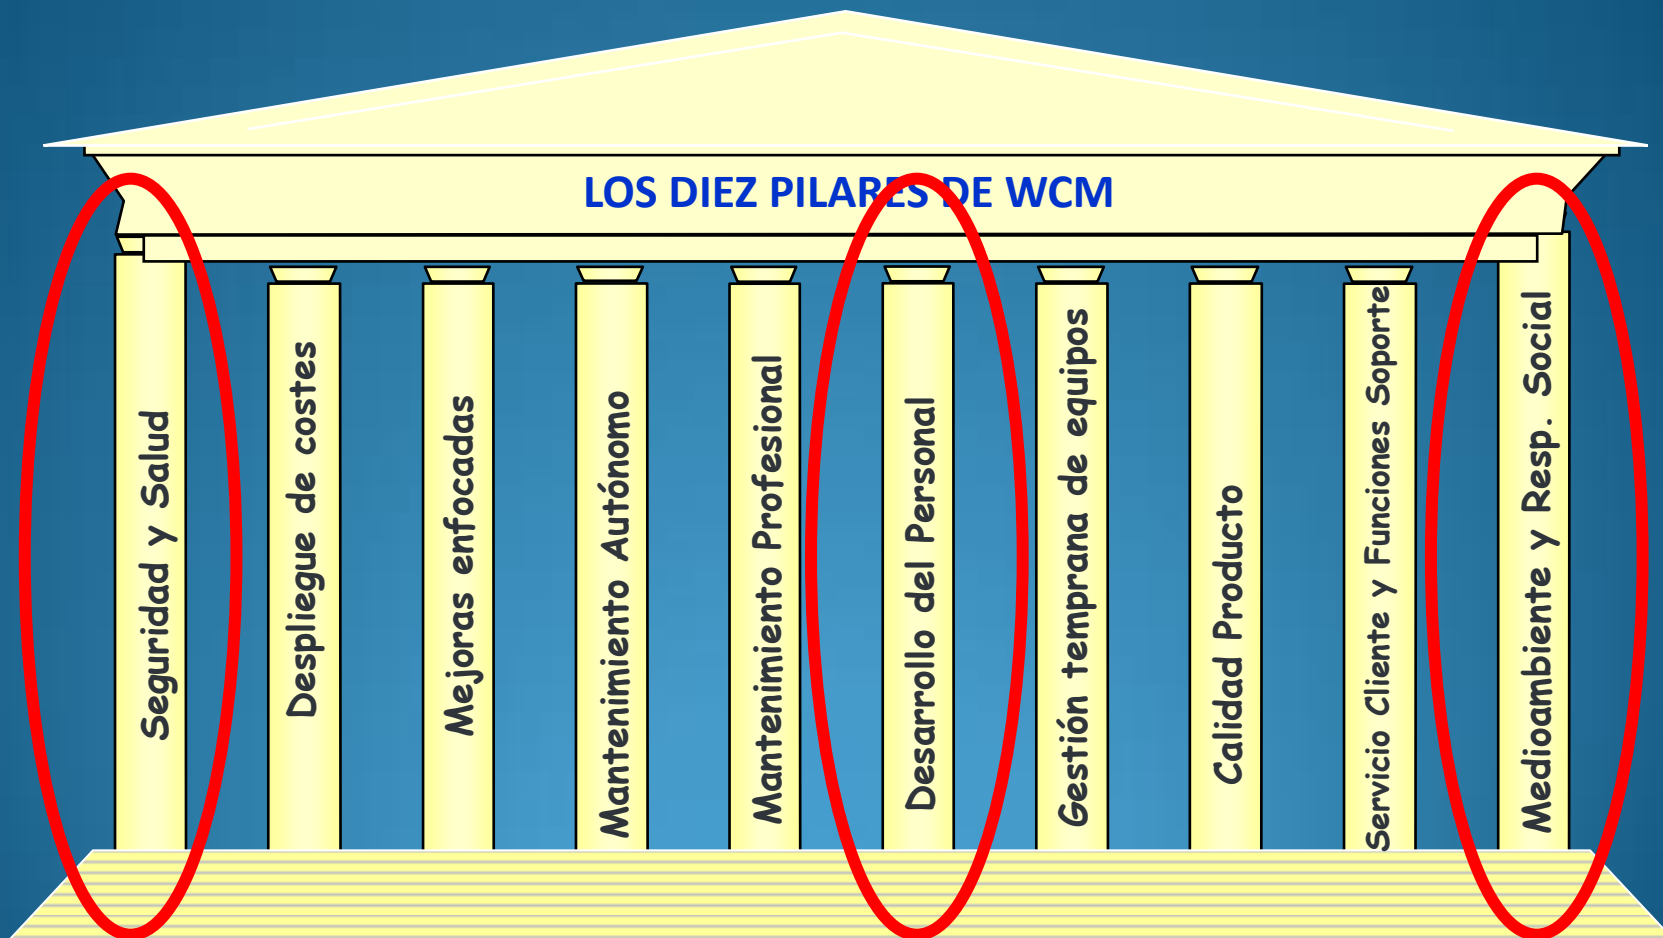 LOS DIEZ PILARES DE WCM
Seguridad y Salud
Despliegue de costes
Mejoras enfocadas
Mantenimiento Autónomo
Mantenimiento Profesional
Desarrollo del Personal
Gestión temprana de equipos
Calidad Producto
Servicio Cliente y Funciones Soporte
Medioambiente y Resp. Social